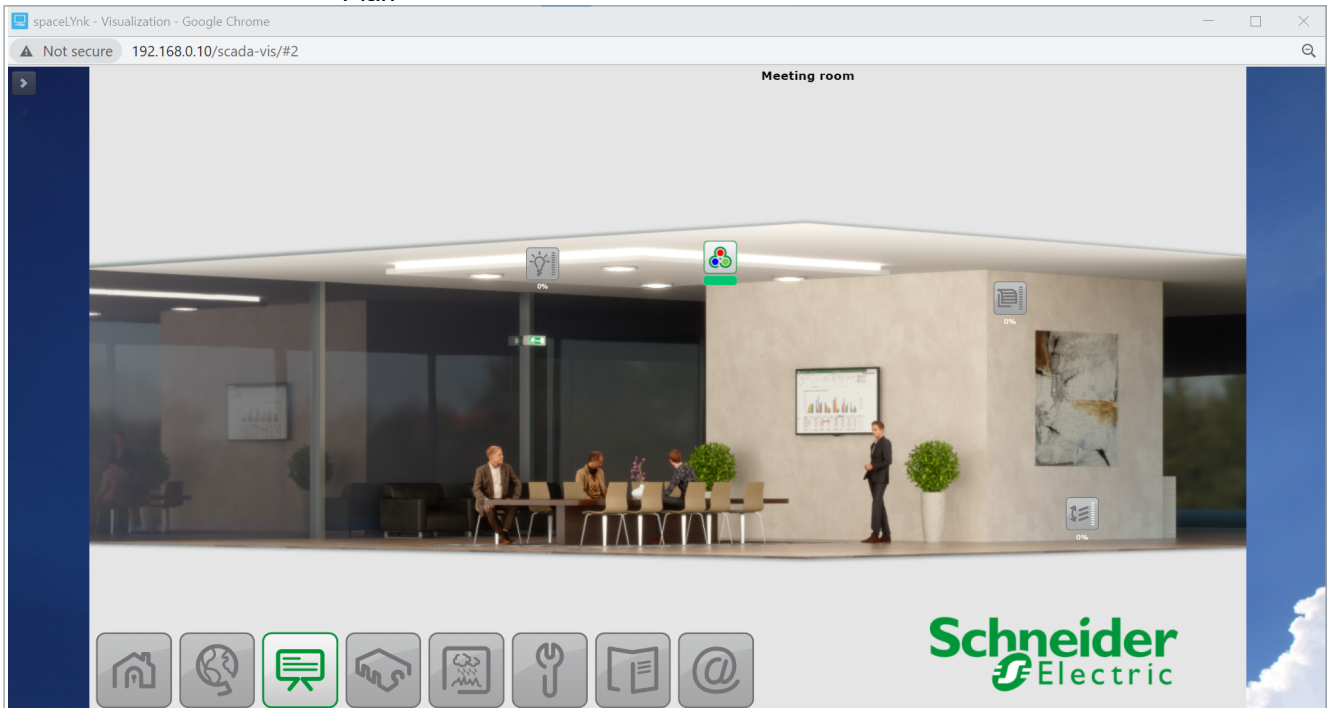 spaceLYnk - Visualization - Google Chrome
Not secure 192.168.0.10/scada-vis/#2
Meeting room
0%
0%
0%
@
Schneider
Electric